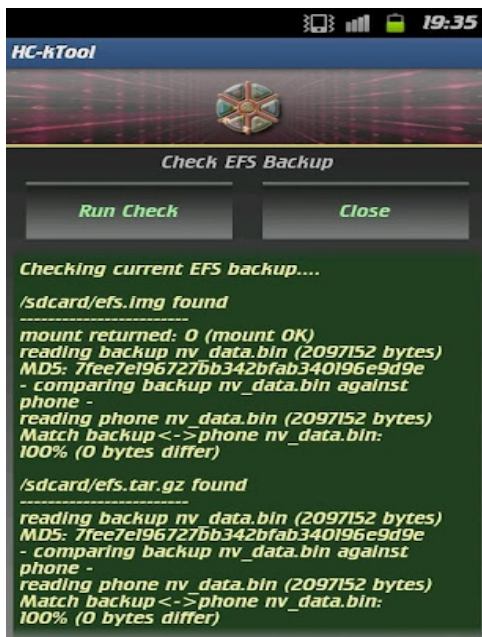 19:35
HC-kTool
Check EFS Backup
Run Check
Close
Checking current EFS backup....
/sdcard/efs.img found
------------------------
mount returned: 0 (mount OK)
reading backup nv_data.bin (2097152 bytes)
MD5: 7fee7e196727bb342bfab340196e9d9e
- comparing backup nv_data.bin against
phone -
reading phone nv_data.bin (2097152 bytes)
Match backup<->phone nv_data.bin:
100% (0 bytes differ)
/sdcard/efs.tar.gz found
------------------------
reading backup nv_data.bin (2097152 bytes)
MD5: 7fee7e196727bb342bfab340196e9d9e
- comparing backup nv_data.bin against
phone -
reading phone nv_data.bin (2097152 bytes)
Match backup<->phone nv_data.bin:
100% (0 bytes differ)